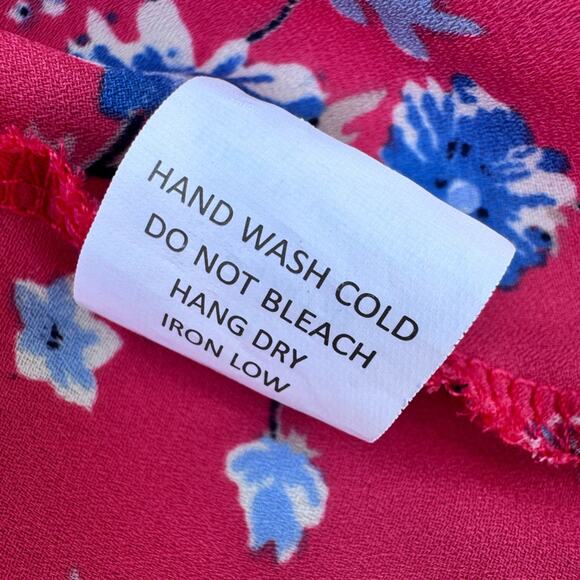 HAND WASH COLD
DO NOT BLEACH
HANG DRY
IRON LOW